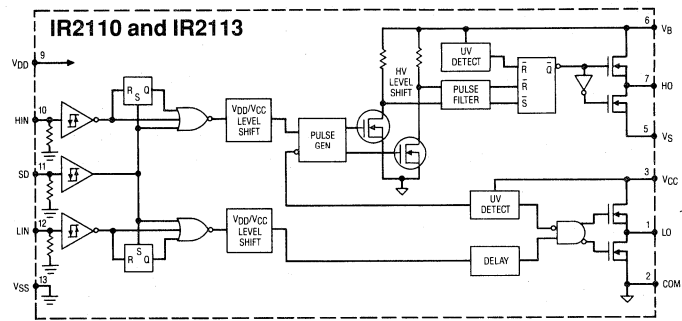 IR2110 and IR2113
VDD
9
HIN
10
SD
11
LIN
12
VSS
13
R
S
Q
S
R
Q
VDD/VCC
LEVEL
SHIFT
VDD/VCC
LEVEL
SHIFT
PULSE
GEN
HV
LEVEL
SHIFT
UV
DETECT
PULSE
FILTER
R
R
S
Q
UV
DETECT
DELAY
6
VB
7
HO
5
VS
3
VCC
1
LO
2
COM